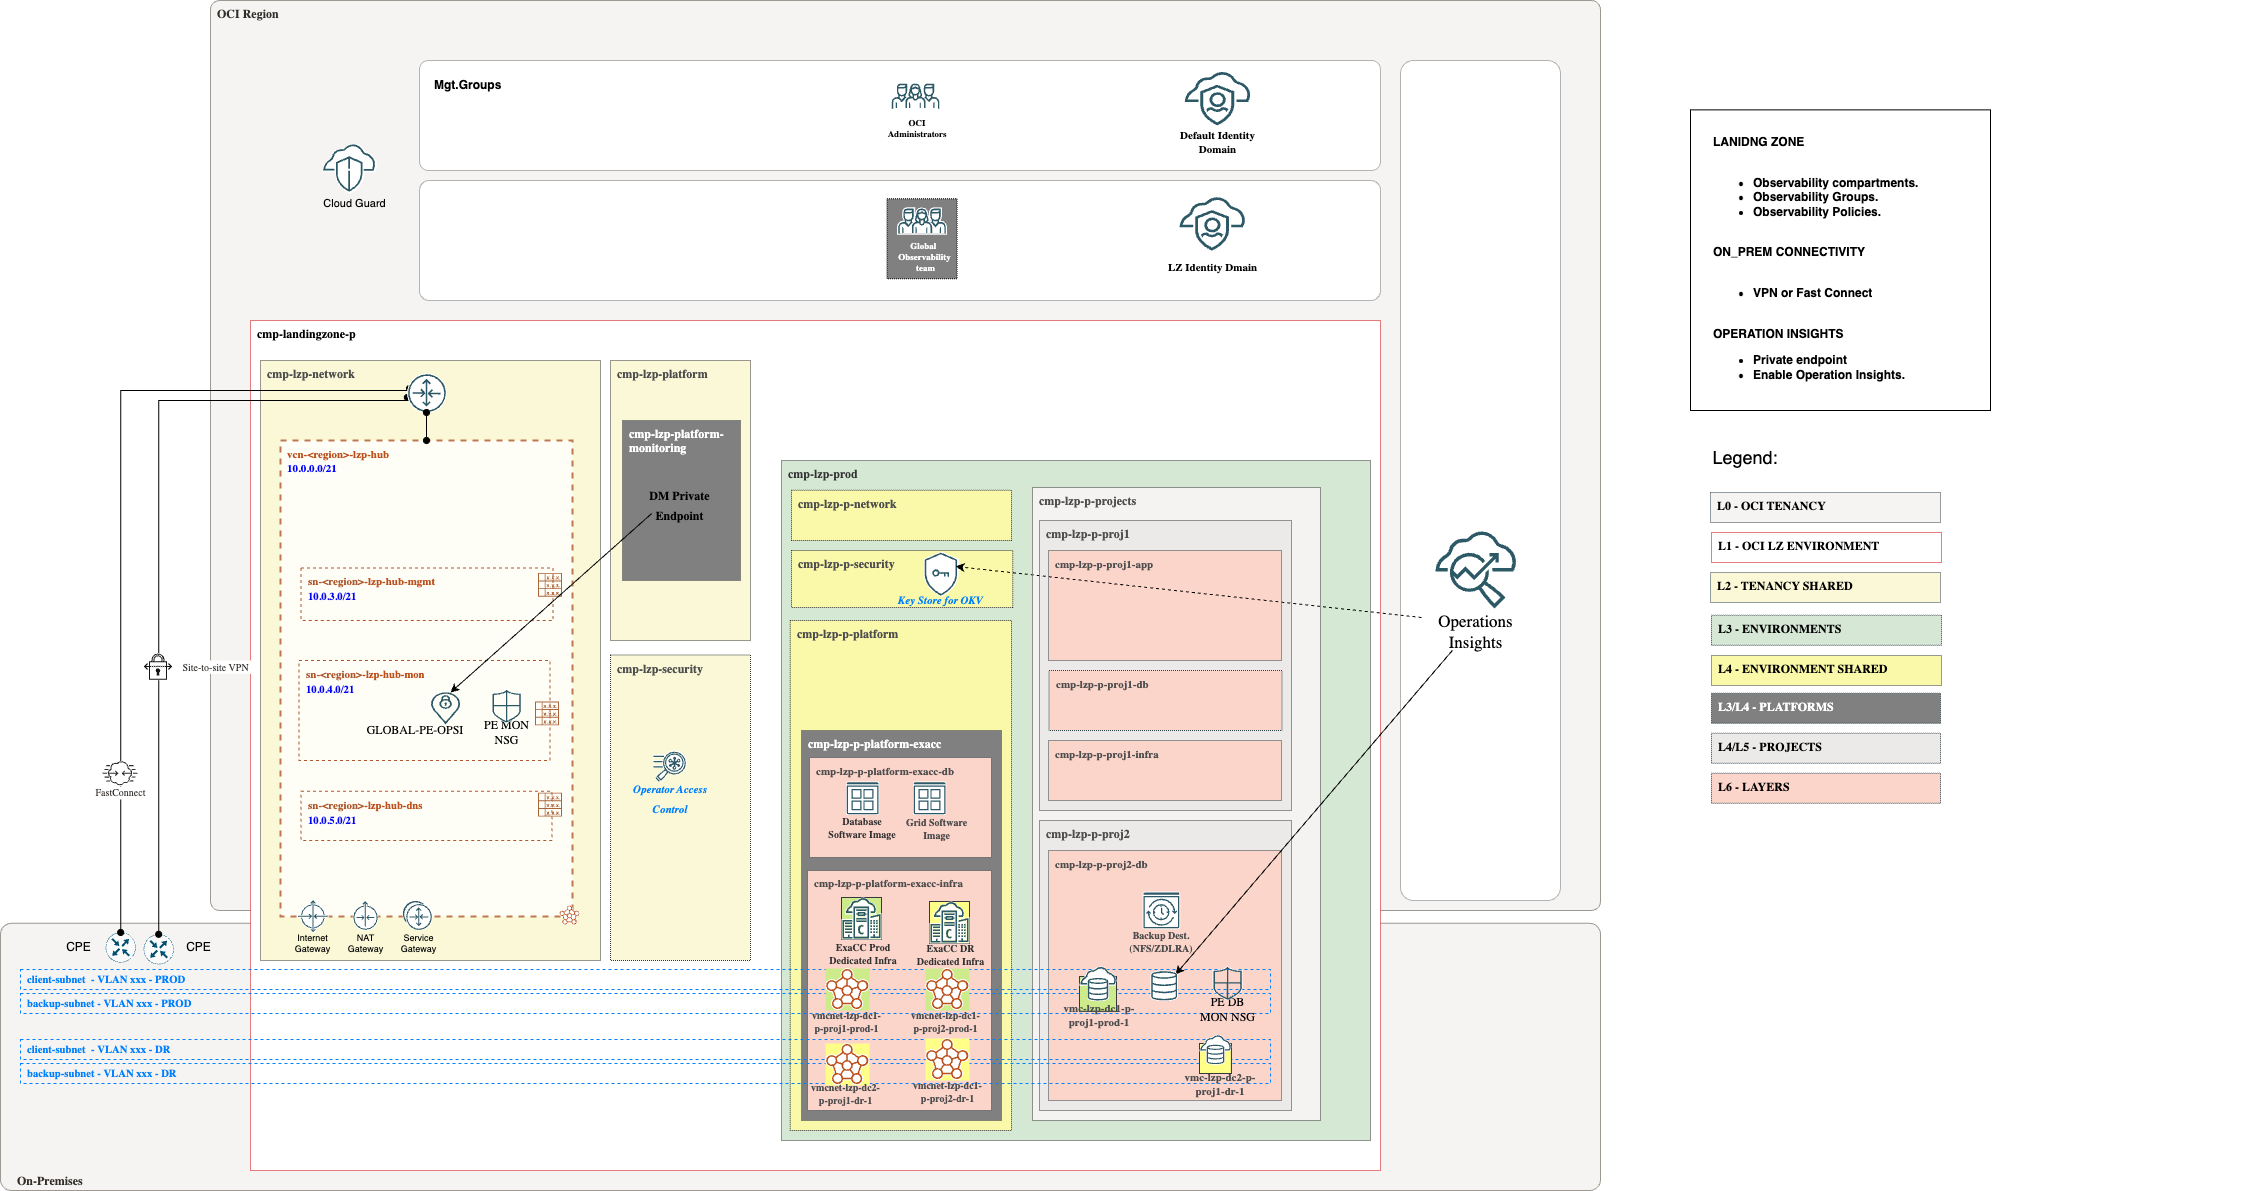 OCI Region
Mgt.Groups
OCI
Administrators
Default Identity
Domain
Cloud Guard
Global
Observability
team
LZ Identity Dmain
cmp-landingzone-p
cmp-lzp-network
vcn-<region>-lzp-hub
10.0.0.0/21
sn-<region>-lzp-hub-mgmt
10.0.3.0/21
sn-<region>-lzp-hub-mon
10.0.4.0/21
GLOBAL-PE-OPSI
PE MON
NSG
sn-<region>-lzp-hub-dns
10.0.5.0/21
Internet
Gateway
NAT
Gateway
Service
Gateway
Site-to-site VPN
FastConnect
CPE
CPE
cmp-lzp-platform
cmp-lzp-platform-
monitoring
DM Private
Endpoint
cmp-lzp-security
Operator Access
Control
cmp-lzp-prod
cmp-lzp-p-network
cmp-lzp-p-security
Key Store for OKV
cmp-lzp-p-platform
cmp-lzp-p-platform-exacc
cmp-lzp-p-platform-exacc-db
Database
Software Image
Grid Software
Image
cmp-lzp-p-platform-exacc-infra
ExaCC Prod
Dedicated Infra
ExaCC DR
Dedicated Infra
vmcnet-lzp-dc1-
p-proj1-prod-1
vmcnet-lzp-dc1-
p-proj2-prod-1
vmcnet-lzp-dc2-
p-proj1-dr-1
vmcnet-lzp-dc1-
p-proj2-dr-1
cmp-lzp-p-projects
cmp-lzp-p-proj1
cmp-lzp-p-proj1-app
cmp-lzp-p-proj1-db
cmp-lzp-p-proj1-infra
cmp-lzp-p-proj2
cmp-lzp-p-proj2-db
Backup Dest.
(NFS/ZDLRA)
vmc-lzp-dc1-p-
proj1-prod-1
PE DB
MON NSG
vmc-lzp-dc2-p-
proj1-dr-1
Operations
Insights
client-subnet - VLAN xxx - PROD
backup-subnet - VLAN xxx - PROD
client-subnet - VLAN xxx - DR
backup-subnet - VLAN xxx - DR
On-Premises
LANIDNG ZONE
• Observability compartments.
• Observability Groups.
• Observability Policies.
ON_PREM CONNECTIVITY
• VPN or Fast Connect
OPERATION INSIGHTS
• Private endpoint
• Enable Operation Insights.
Legend:
L0 - OCI TENANCY
L1 - OCI LZ ENVIRONMENT
L2 - TENANCY SHARED
L3 - ENVIRONMENTS
L4 - ENVIRONMENT SHARED
L3/L4 - PLATFORMS
L4/L5 - PROJECTS
L6 - LAYERS